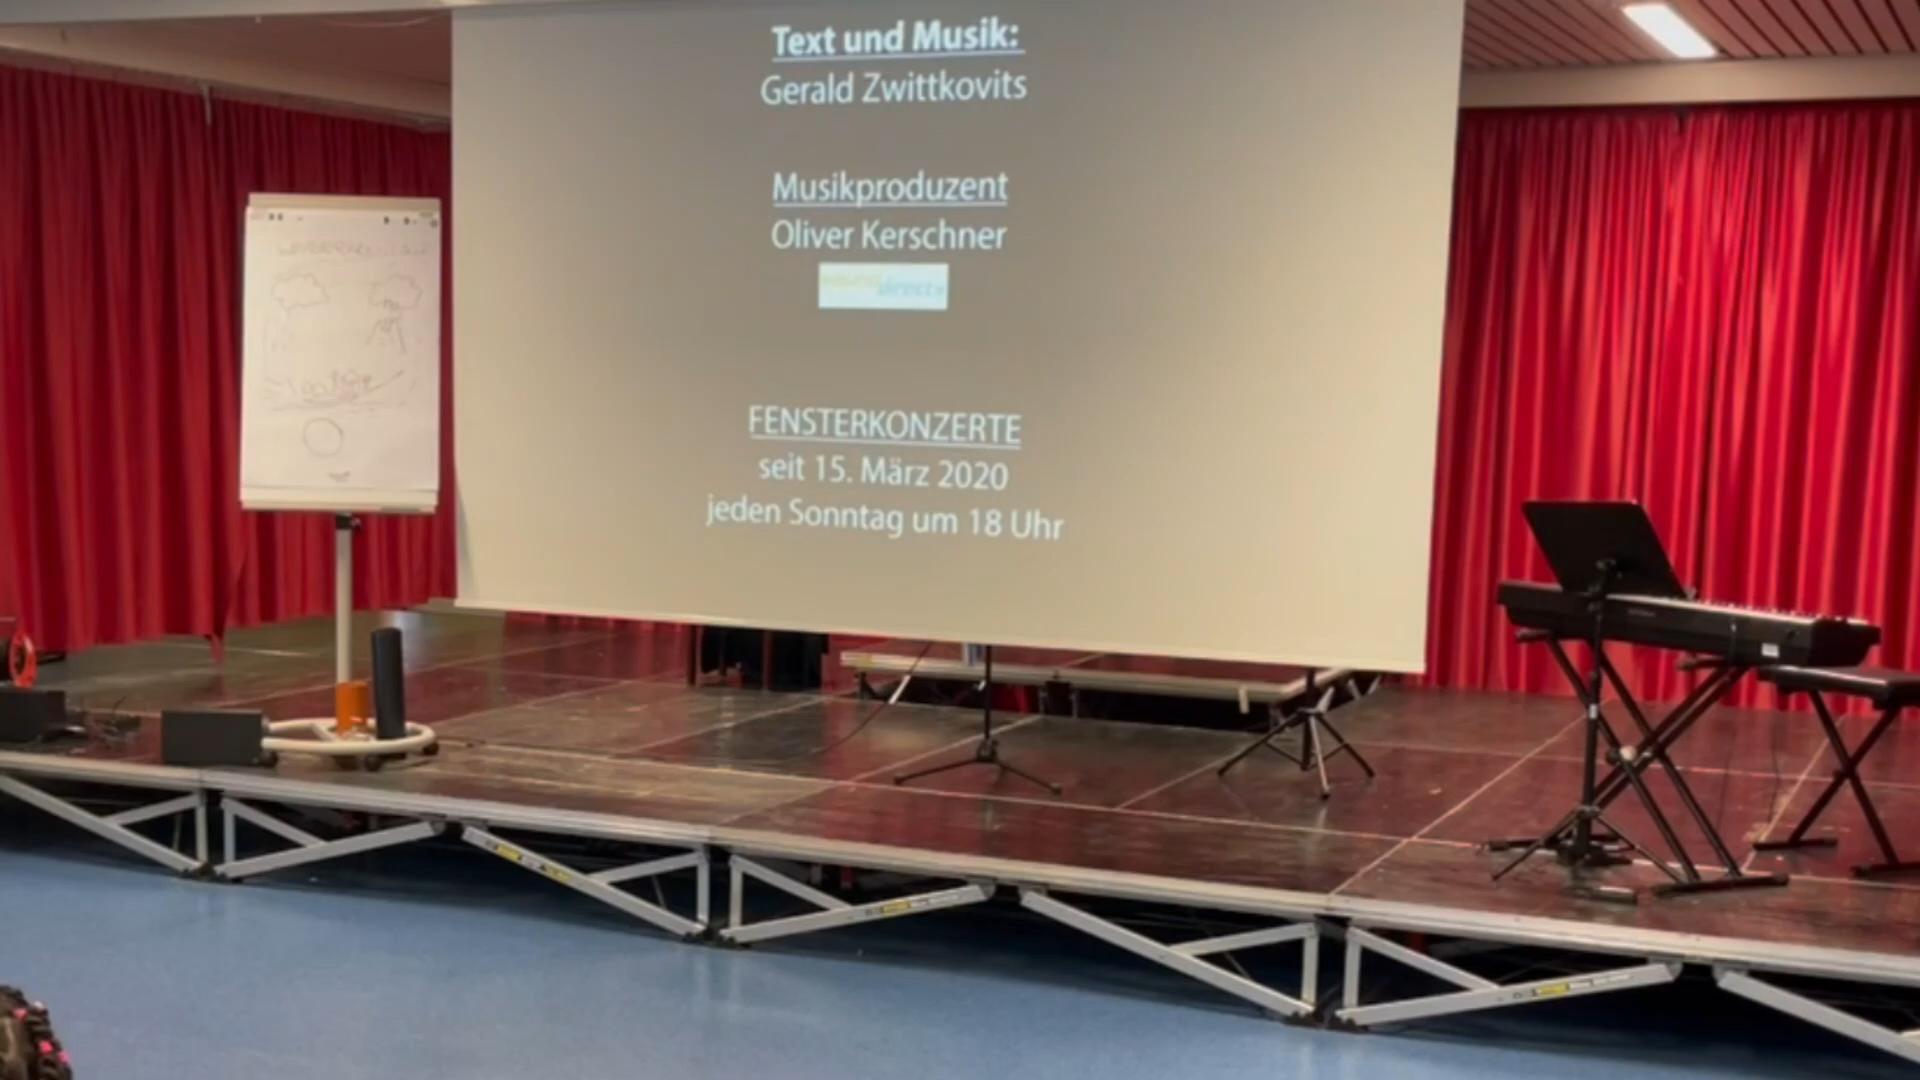 Text und Musik:
Gerald Zwittkovits
Musikproduzent
Oliver Kerschner
FENSTERKONZERTE
seit 15. März 2020
jeden Sonntag um 18 Uhr